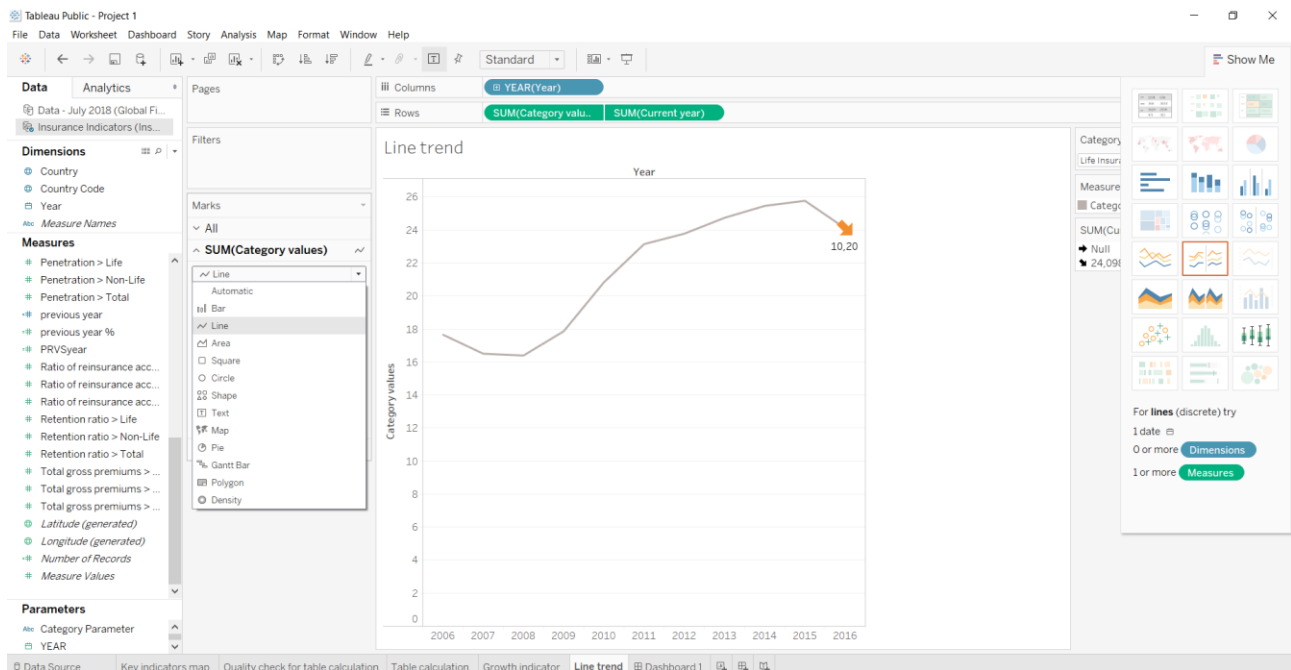 Tableau Public - Project 1
File Data Worksheet Dashboard Story Analysis Map Format Window Help
Standard
Show Me
Data Analytics
Data - July 2018 (Global Fi...
Insurance Indicators (Ins...
Dimensions
Country
Country Code
Year
Abc Measure Names
Measures
Penetration > Life
Penetration > Non-Life
Penetration > Total
previous year
previous year %
PRVSyear
Ratio of reinsurance acc...
Ratio of reinsurance acc...
Ratio of reinsurance acc...
Retention ratio > Life
Retention ratio > Non-Life
Retention ratio > Total
Total gross premiums > ...
Total gross premiums > ...
Total gross premiums > ...
Latitude (generated)
Longitude (generated)
Number of Records
Measure Values
Parameters
Abc Category Parameter
YEAR
Pages
Filters
Marks
All
SUM(Category values)
Line
Automatic
Bar
Line
Area
Square
Circle
Shape
Text
Map
Pie
Gantt Bar
Polygon
Density
Columns
YEAR(Year)
Rows
SUM(Category valu.. SUM(Current year)
Line trend
Year
26
24
22
20
18
16
14
12
10
8
6
4
2
0
Category values
10,20
2006 2007 2008 2009 2010 2011 2012 2013 2014 2015 2016
Category
Life Insura
Measure
Catego
SUM(Cu
Null
24,098
For lines (discrete) try
1 date
0 or more Dimensions
1 or more Measures
Data Source Key indicators map Quality check for table calculation Table calculation Growth indicator Line trend Dashboard 1